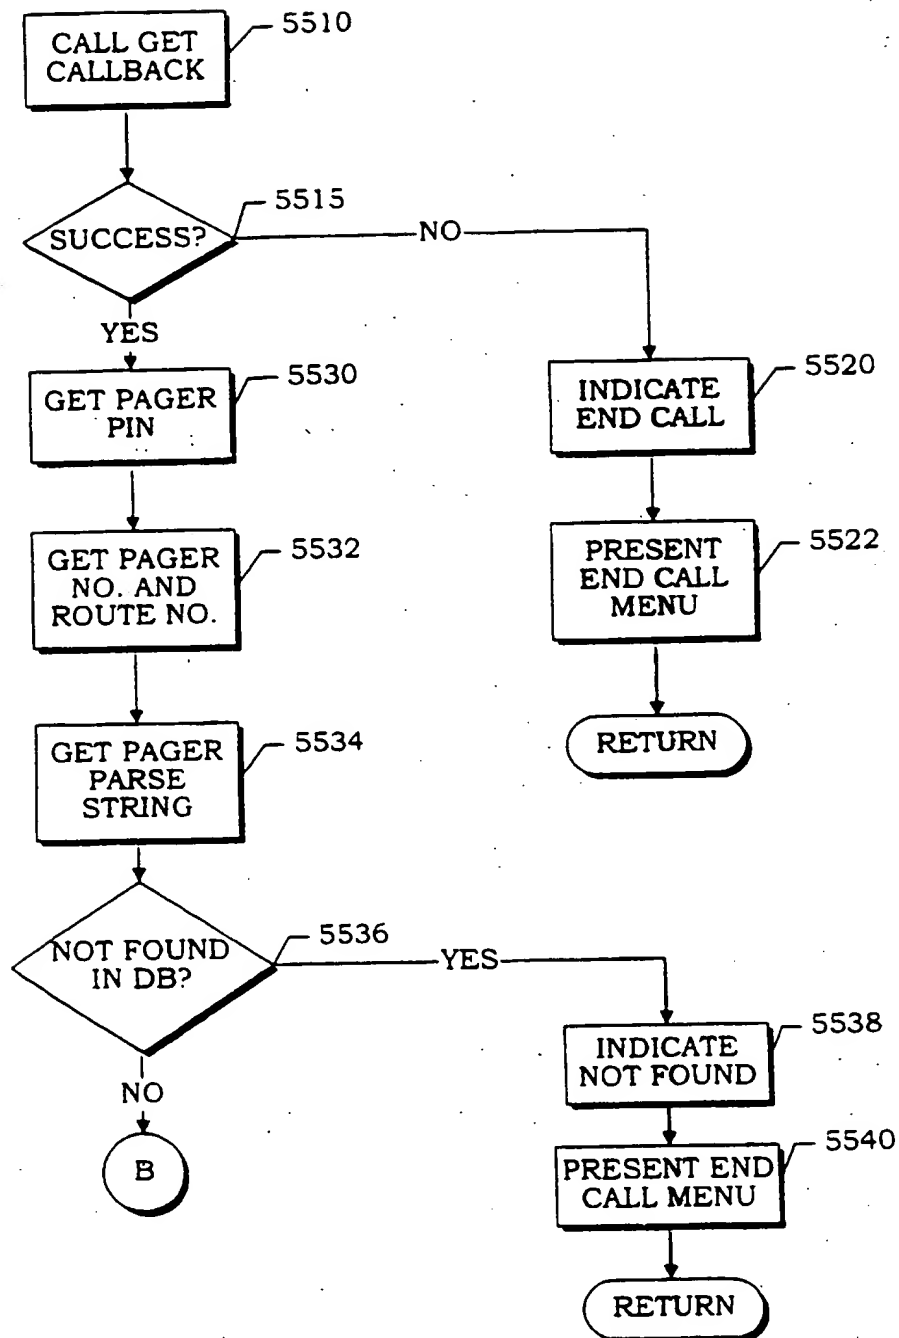 CALL GET
CALLBACK
5510
SUCCESS?
5515
NO
YES
GET PAGER
PIN
5530
INDICATE
END CALL
5520
GET PAGER
NO. AND
ROUTE NO.
5532
PRESENT
END CALL
MENU
5522
GET PAGER
PARSE
STRING
5534
RETURN
NOT FOUND
IN DB?
5536
YES
NO
INDICATE
NOT FOUND
5538
B
PRESENT END
CALL MENU
5540
RETURN